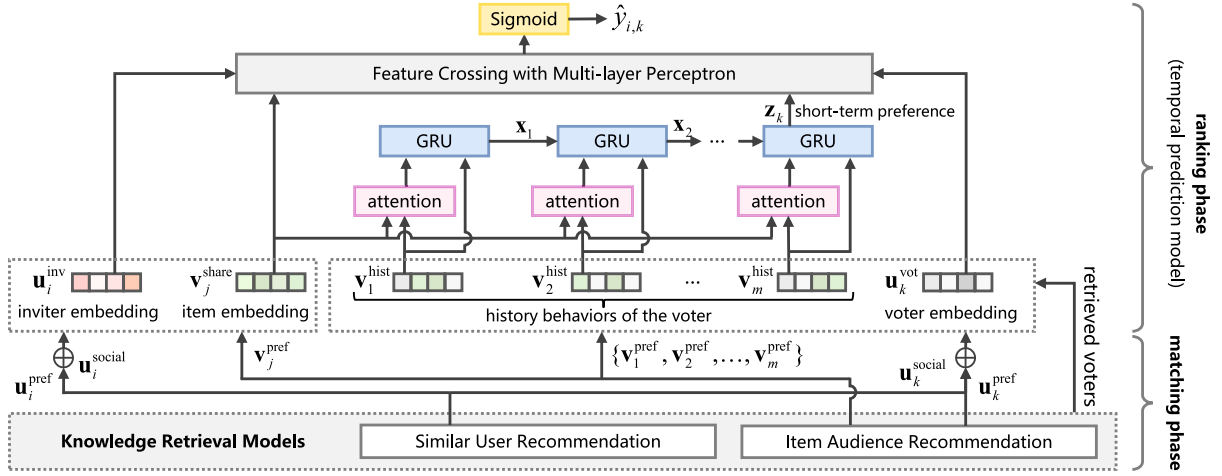 Sigmoid
ŷ_{i,k}
Feature Crossing with Multi-layer Perceptron
z_k short-term preference
GRU x_1 GRU x_2 ... GRU
attention attention attention
u_i^{inv} v_j^{share} v_1^{hist} v_2^{hist} ... v_m^{hist} u_k^{vot}
inviter embedding item embedding history behaviors of the voter voter embedding
u_i^{social} v_j^{pref} {v_1^{pref}, v_2^{pref}, ..., v_m^{pref}} u_k^{social}
u_i^{pref} u_k^{pref}
Knowledge Retrieval Models Similar User Recommendation Item Audience Recommendation
retrieved voters
ranking phase
(temporal prediction model)
matching phase